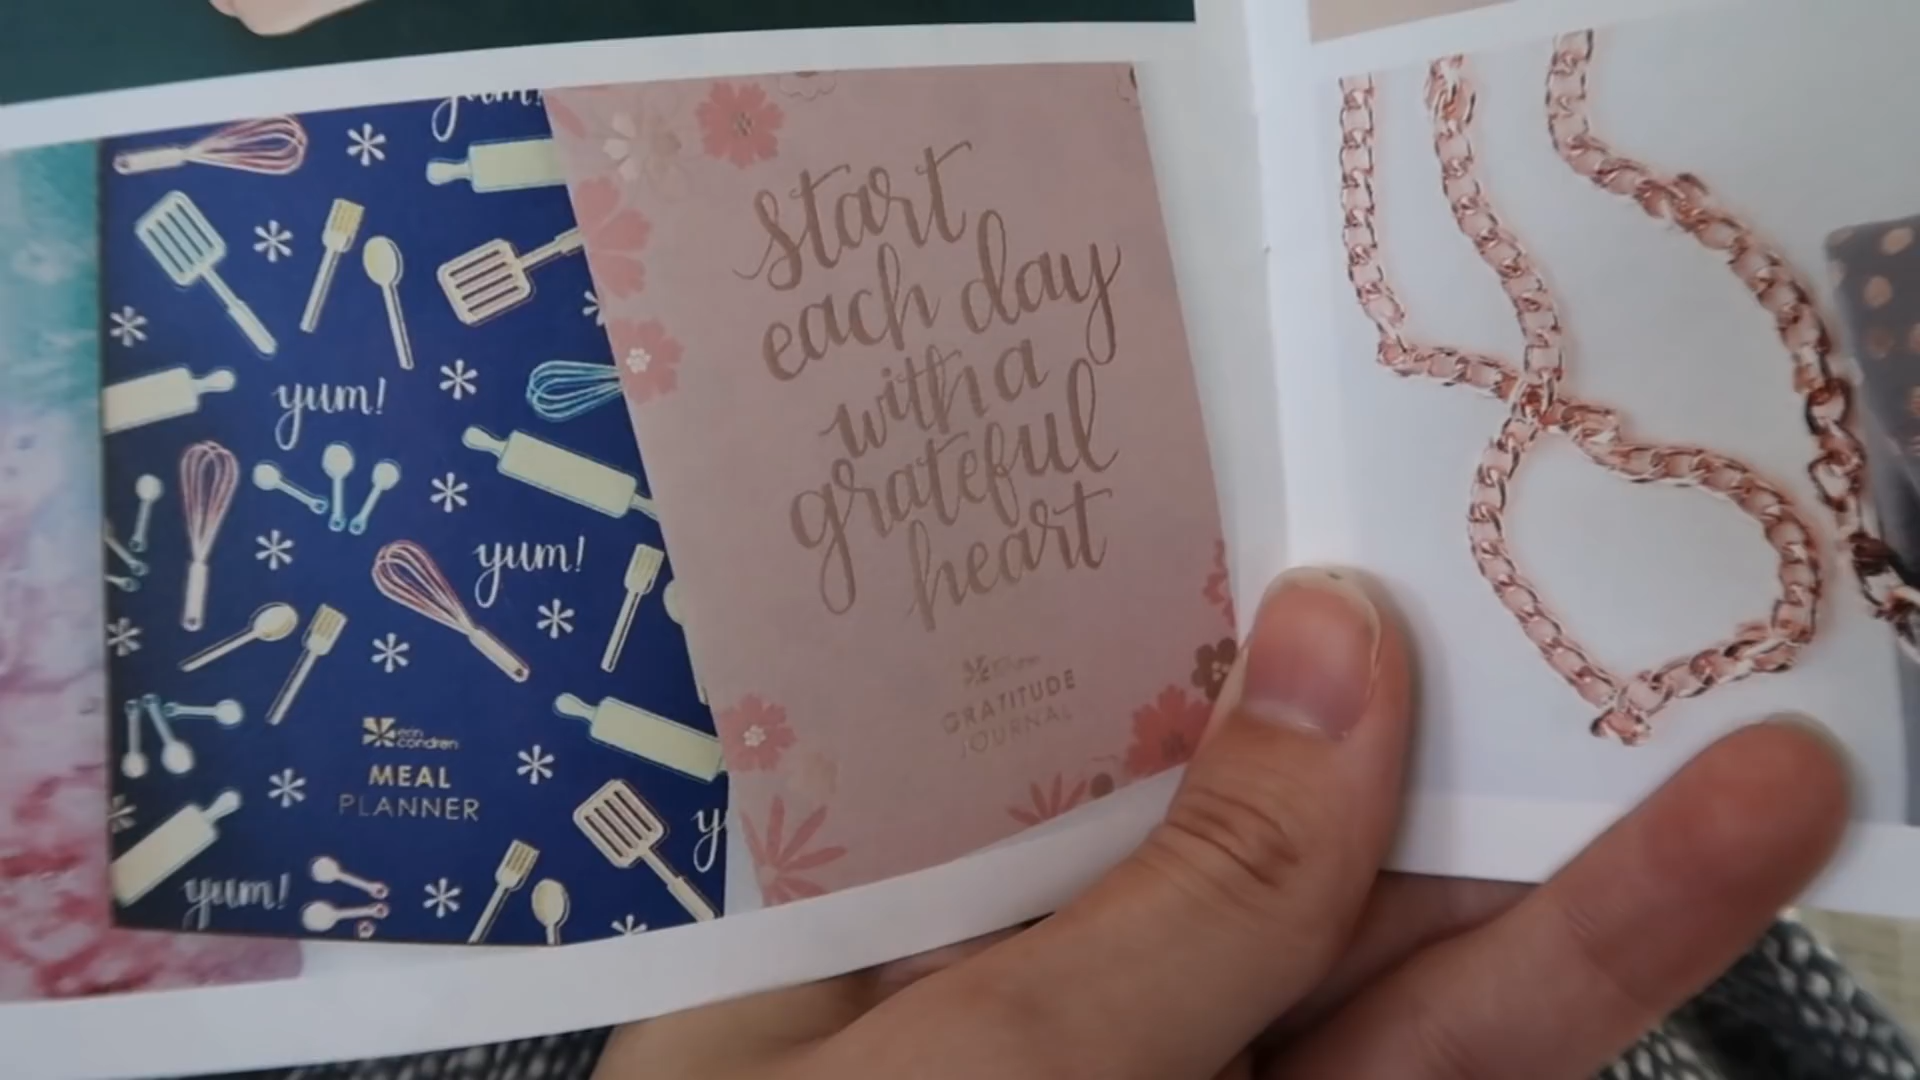 yum!
yum!
yum!
yum!
erin
condren
MEAL
PLANNER
start
each day
with a
grateful
heart
GRATITUDE
JOURNAL